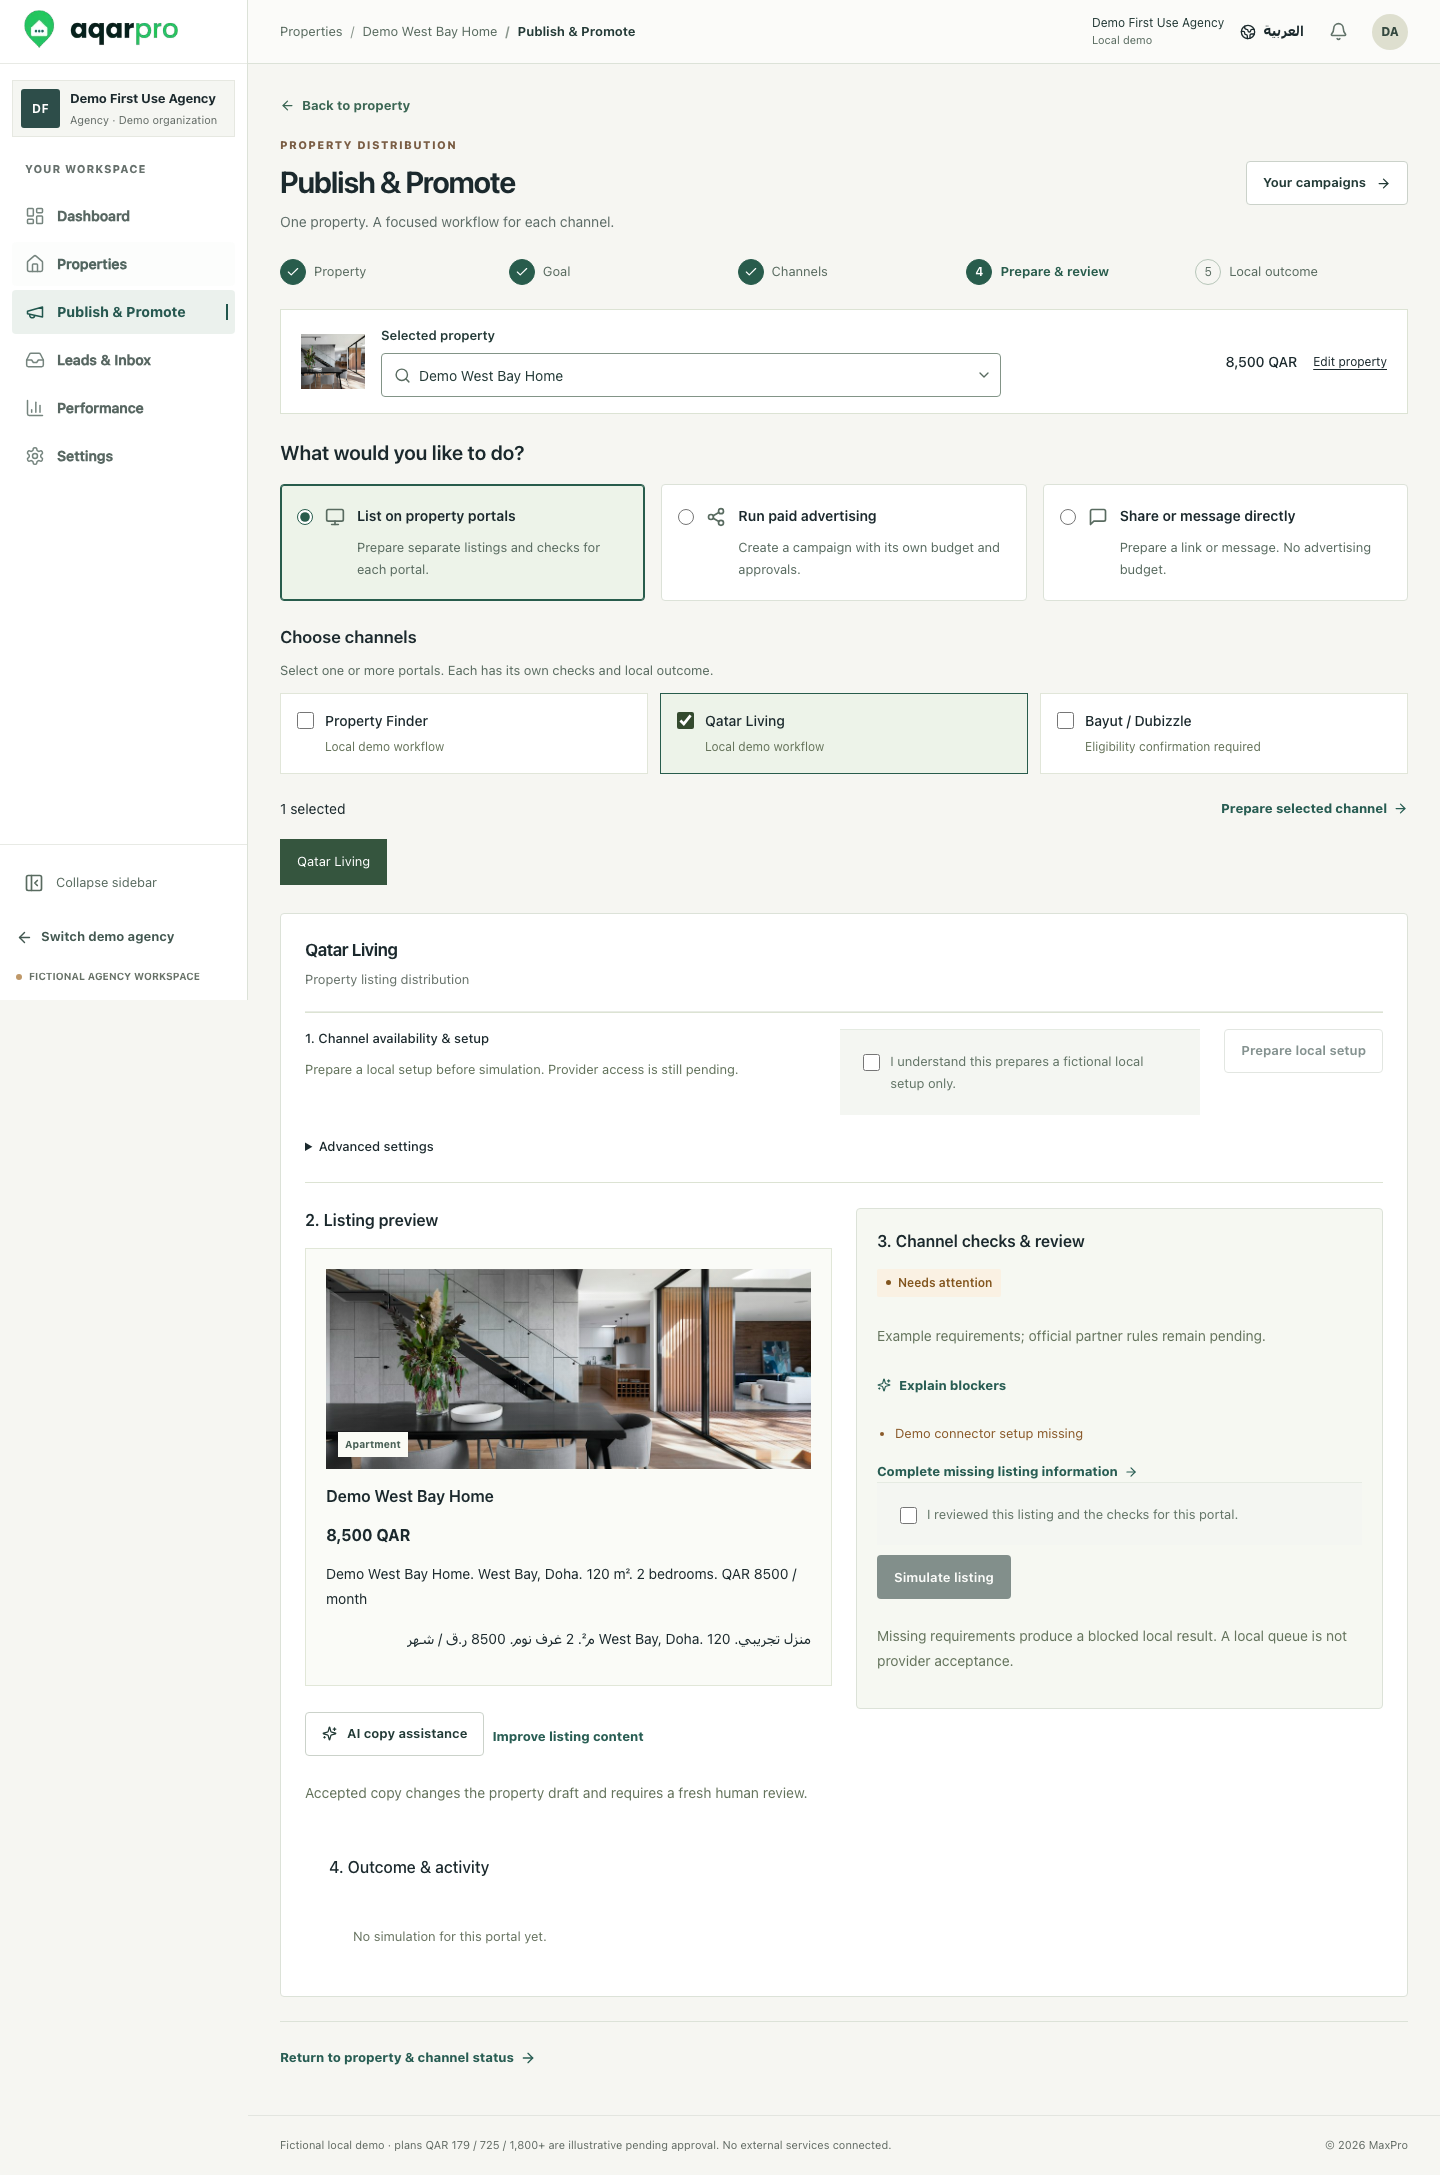 aqarpro
Properties / Demo West Bay Home / Publish & Promote
Demo First Use Agency
Local demo
العربية
DA
DF
Demo First Use Agency
Agency · Demo organization
YOUR WORKSPACE
Dashboard
Properties
Publish & Promote
Leads & Inbox
Performance
Settings
Collapse sidebar
Switch demo agency
FICTIONAL AGENCY WORKSPACE
Back to property
PROPERTY DISTRIBUTION
Publish & Promote
One property. A focused workflow for each channel.
Your campaigns
Property
Goal
Channels
4 Prepare & review
5 Local outcome
Selected property
Demo West Bay Home
8,500 QAR
Edit property
What would you like to do?
List on property portals
Prepare separate listings and checks for
each portal.
Run paid advertising
Create a campaign with its own budget and
approvals.
Share or message directly
Prepare a link or message. No advertising
budget.
Choose channels
Select one or more portals. Each has its own checks and local outcome.
Property Finder
Local demo workflow
Qatar Living
Local demo workflow
Bayut / Dubizzle
Eligibility confirmation required
1 selected
Prepare selected channel
Qatar Living
Qatar Living
Property listing distribution
1. Channel availability & setup
Prepare a local setup before simulation. Provider access is still pending.
I understand this prepares a fictional local
setup only.
Prepare local setup
Advanced settings
2. Listing preview
Apartment
Demo West Bay Home
8,500 QAR
Demo West Bay Home. West Bay, Doha. 120 m². 2 bedrooms. QAR 8500 /
month
منزل تجريبي. West Bay, Doha. 120 م². 2 غرف نوم. 8500 ر.ق / شهر
AI copy assistance
Improve listing content
Accepted copy changes the property draft and requires a fresh human review.
3. Channel checks & review
Needs attention
Example requirements; official partner rules remain pending.
Explain blockers
• Demo connector setup missing
Complete missing listing information
I reviewed this listing and the checks for this portal.
Simulate listing
Missing requirements produce a blocked local result. A local queue is not
provider acceptance.
4. Outcome & activity
No simulation for this portal yet.
Return to property & channel status
Fictional local demo · plans QAR 179 / 725 / 1,800+ are illustrative pending approval. No external services connected.
© 2026 MaxPro